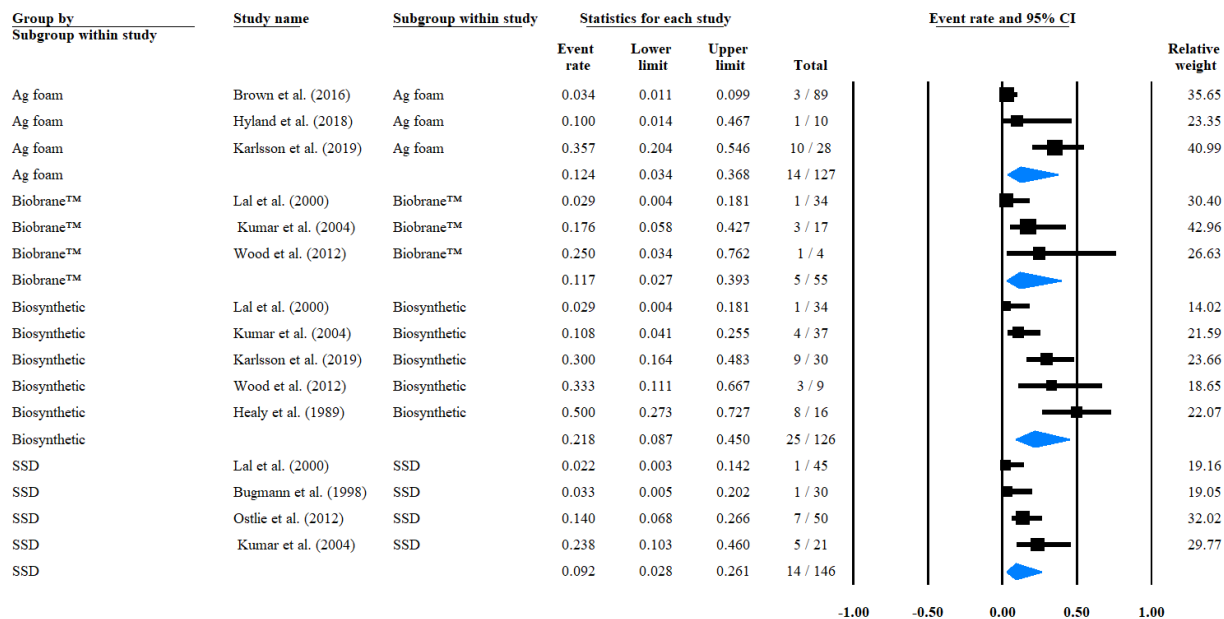 Group by Study name Subgroup within study Statistics for each study Event rate and 95% CI
Subgroup within study
Event Lower Upper Relative
rate limit limit Total weight
Ag foam Brown et al. (2016) Ag foam 0.034 0.011 0.099 3 / 89 35.65
Ag foam Hyland et al. (2018) Ag foam 0.100 0.014 0.467 1 / 10 23.35
Ag foam Karlsson et al. (2019) Ag foam 0.357 0.204 0.546 10 / 28 40.99
Ag foam 0.124 0.034 0.368 14 / 127
Biobrane™ Lal et al. (2000) Biobrane™ 0.029 0.004 0.181 1 / 34 30.40
Biobrane™ Kumar et al. (2004) Biobrane™ 0.176 0.058 0.427 3 / 17 42.96
Biobrane™ Wood et al. (2012) Biobrane™ 0.250 0.034 0.762 1 / 4 26.63
Biobrane™ 0.117 0.027 0.393 5 / 55
Biosynthetic Lal et al. (2000) Biosynthetic 0.029 0.004 0.181 1 / 34 14.02
Biosynthetic Kumar et al. (2004) Biosynthetic 0.108 0.041 0.255 4 / 37 21.59
Biosynthetic Karlsson et al. (2019) Biosynthetic 0.300 0.164 0.483 9 / 30 23.66
Biosynthetic Wood et al. (2012) Biosynthetic 0.333 0.111 0.667 3 / 9 18.65
Biosynthetic Healy et al. (1989) Biosynthetic 0.500 0.273 0.727 8 / 16 22.07
Biosynthetic 0.218 0.087 0.450 25 / 126
SSD Lal et al. (2000) SSD 0.022 0.003 0.142 1 / 45 19.16
SSD Bugmann et al. (1998) SSD 0.033 0.005 0.202 1 / 30 19.05
SSD Ostlie et al. (2012) SSD 0.140 0.068 0.266 7 / 50 32.02
SSD Kumar et al. (2004) SSD 0.238 0.103 0.460 5 / 21 29.77
SSD 0.092 0.028 0.261 14 / 146
-1.00 -0.50 0.00 0.50 1.00